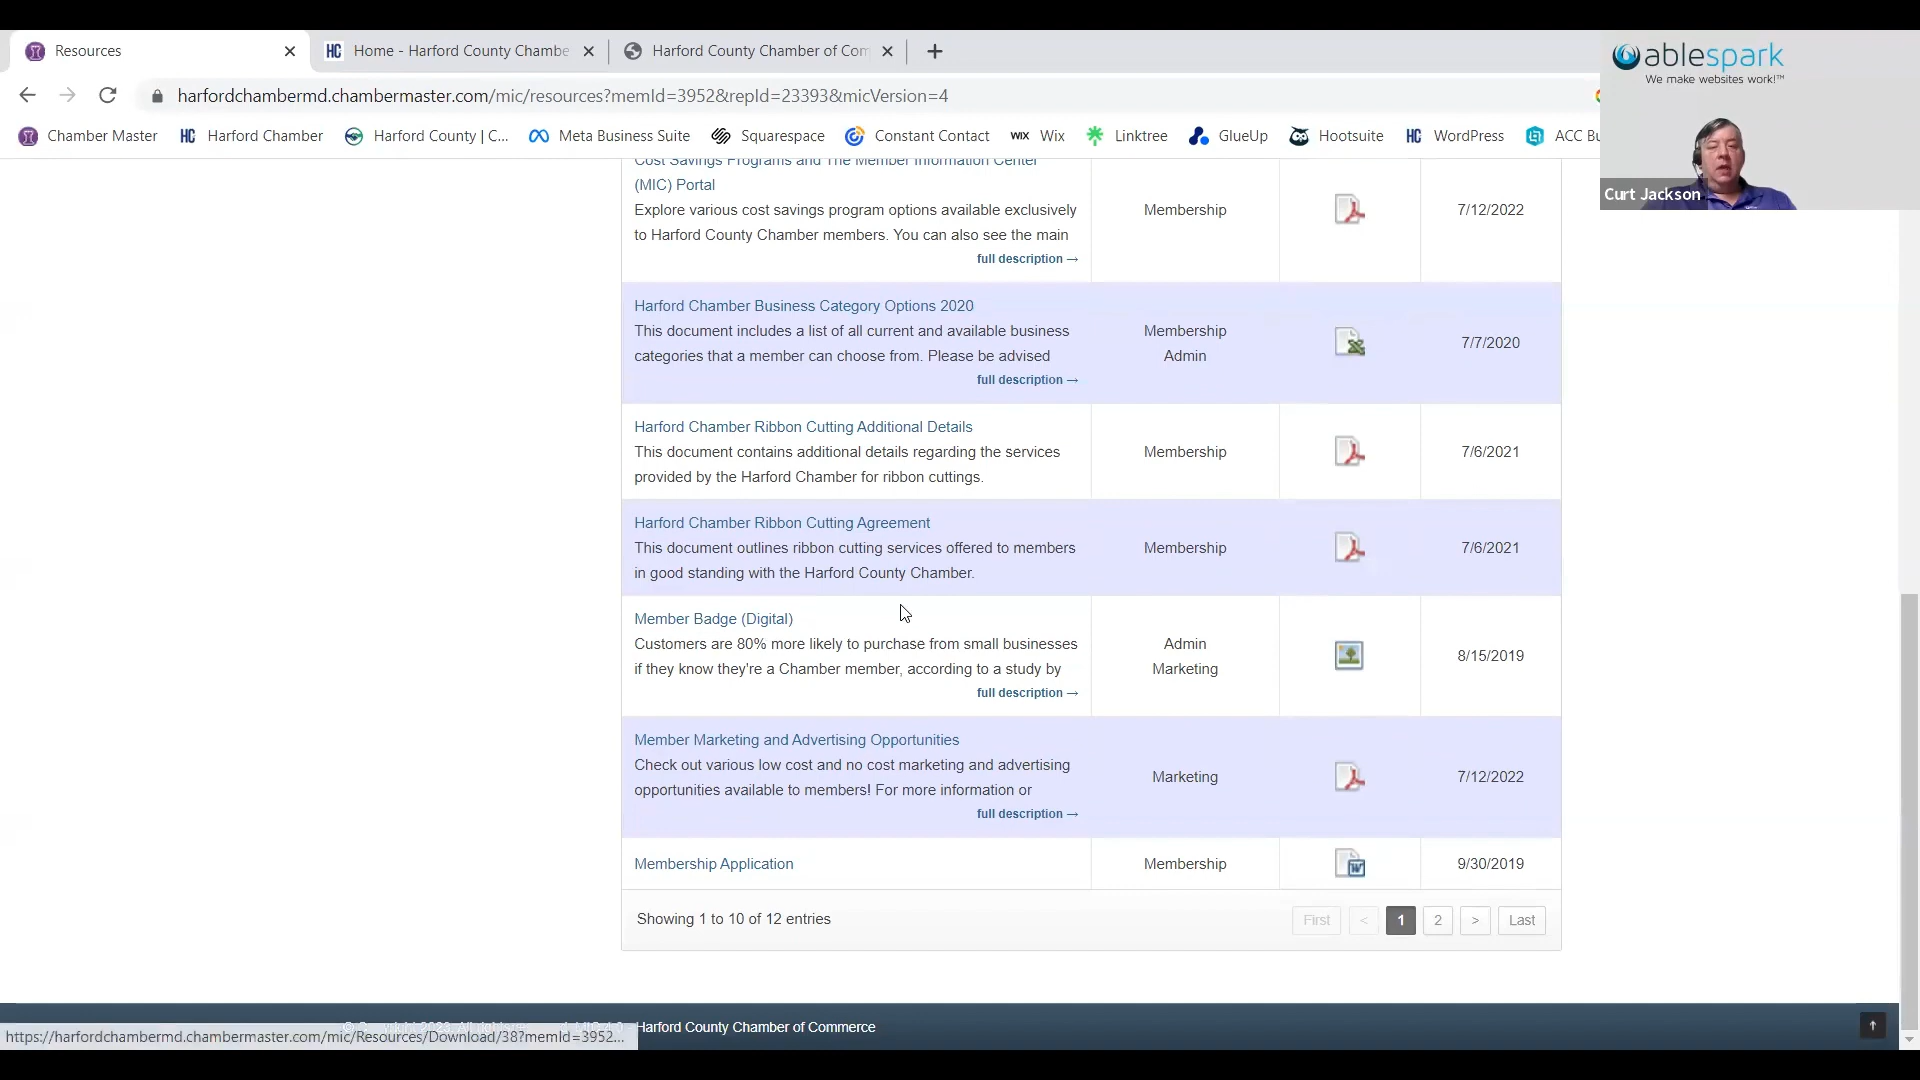 Resources
Home - Harford County Chambe
Harford County Chamber of Com
ablespark
We make websites work!™
harfordchambermd.chambermaster.com/mic/resources?memId=3952&repId=23393&micVersion=4
Chamber Master
HC Harford Chamber
Harford County | C...
Meta Business Suite
Squarespace
Constant Contact
WIX Wix
Linktree
GlueUp
Hootsuite
HC WordPress
ACC Bu
Curt Jackson
Cost Savings Programs and The Member Information Center
(MIC) Portal
Explore various cost savings program options available exclusively
to Harford County Chamber members. You can also see the main
full description →
Membership
7/12/2022
Harford Chamber Business Category Options 2020
This document includes a list of all current and available business
categories that a member can choose from. Please be advised
full description →
Membership
Admin
7/7/2020
Harford Chamber Ribbon Cutting Additional Details
This document contains additional details regarding the services
provided by the Harford Chamber for ribbon cuttings.
Membership
7/6/2021
Harford Chamber Ribbon Cutting Agreement
This document outlines ribbon cutting services offered to members
in good standing with the Harford County Chamber.
Membership
7/6/2021
Member Badge (Digital)
Customers are 80% more likely to purchase from small businesses
if they know they're a Chamber member, according to a study by
full description →
Admin
Marketing
8/15/2019
Member Marketing and Advertising Opportunities
Check out various low cost and no cost marketing and advertising
opportunities available to members! For more information or
full description →
Marketing
7/12/2022
Membership Application
Membership
9/30/2019
Showing 1 to 10 of 12 entries
First < 1 2 > Last
Harford County Chamber of Commerce
https://harfordchambermd.chambermaster.com/mic/Resources/Download/38?memId=3952...